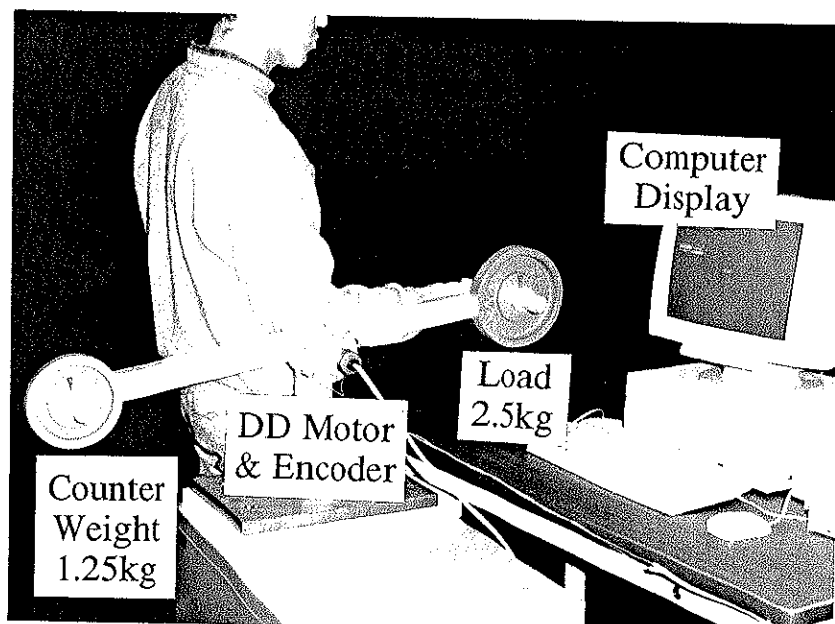 Computer
Display
Load
2.5kg
DD Motor
& Encoder
Counter
Weight
1.25kg